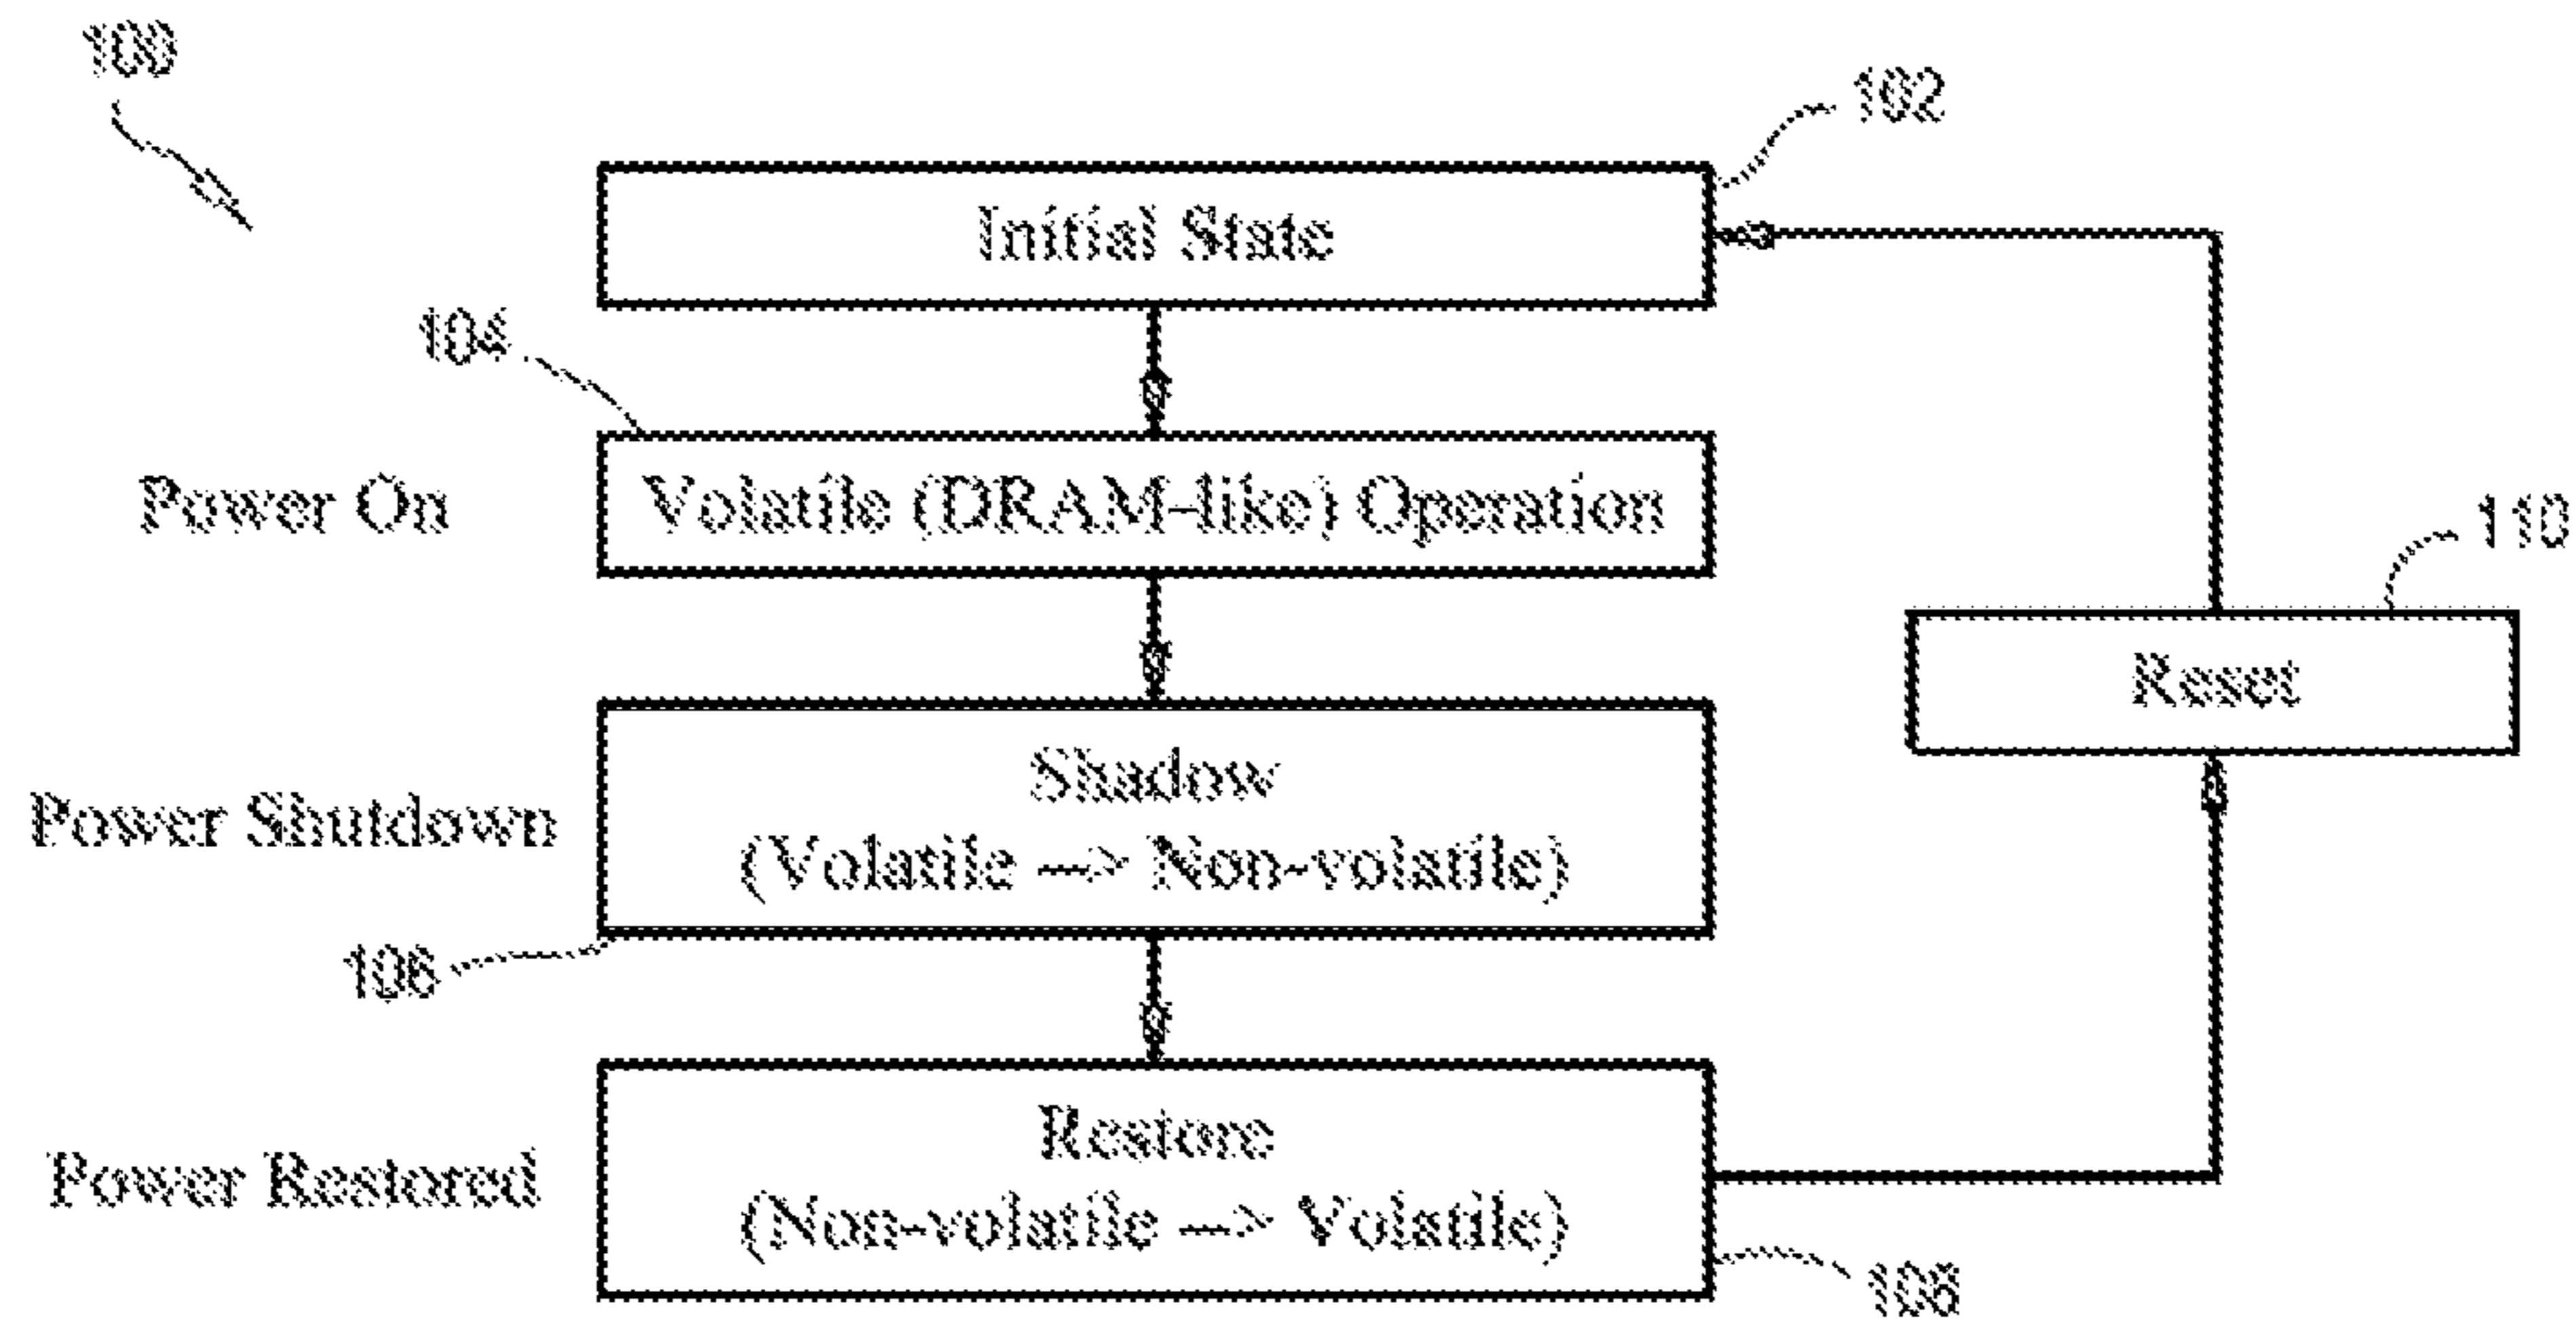 100
102
Initial State
104
Power On
Volatile (DRAM-like) Operation
110
Reset
Shadow
Power Shutdown
(Volatile --> Non-volatile)
106
Restore
Power Restored
(Non-volatile --> Volatile)
108